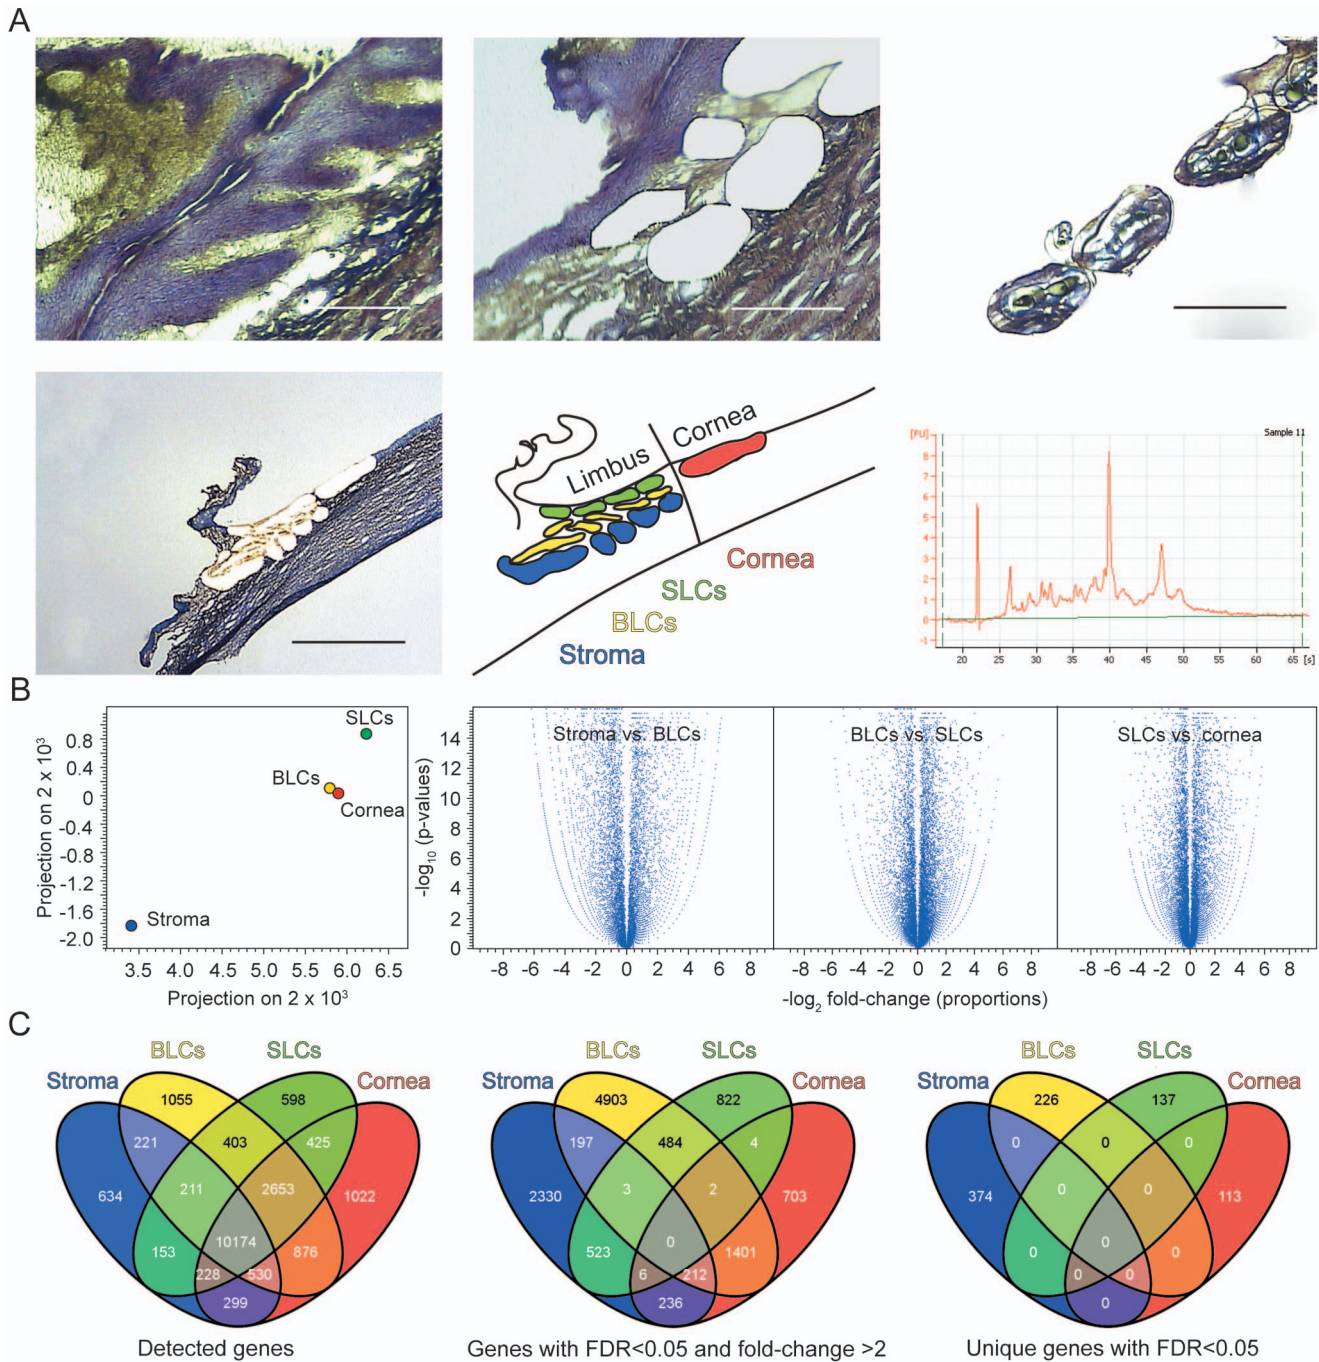 A
Limbus
Cornea
Cornea
SLCs
BLCs
Stroma
[FU]
Sample 11
8
7
6
5
4
3
2
1
0
-1
20 25 30 35 40 45 50 55 60 65 [s]
B
Projection on 2 x 10³
0.8
0.4
0
-0.4
-0.8
-1.2
-1.6
-2.0
SLCs
BLCs
Cornea
Stroma
3.5 4.5 5.0 5.5 6.0 6.5
Projection on 2 x 10³
-log₁₀ (p-values)
14
12
10
8
6
4
2
0
Stroma vs. BLCs
BLCs vs. SLCs
SLCs vs. cornea
-8 -6 -4 -2 0 2 4 6 8
-8 -6 -4 -2 0 2 4 6 8
-8 -6 -4 -2 0 2 4 6 8
-log₂ fold-change (proportions)
C
BLCs SLCs
Stroma Cornea
1055 598
221 403 425
634 211 2653 1022
10174
153 876
228 530
299
Detected genes
BLCs SLCs
Stroma Cornea
4903 822
197 484 4
2330 3 2 703
0
523 1401
6 212
236
Genes with FDR<0.05 and fold-change >2
BLCs SLCs
Stroma Cornea
226 137
0 0 0
374 0 0 113
0
0 0
0 0
0
Unique genes with FDR<0.05